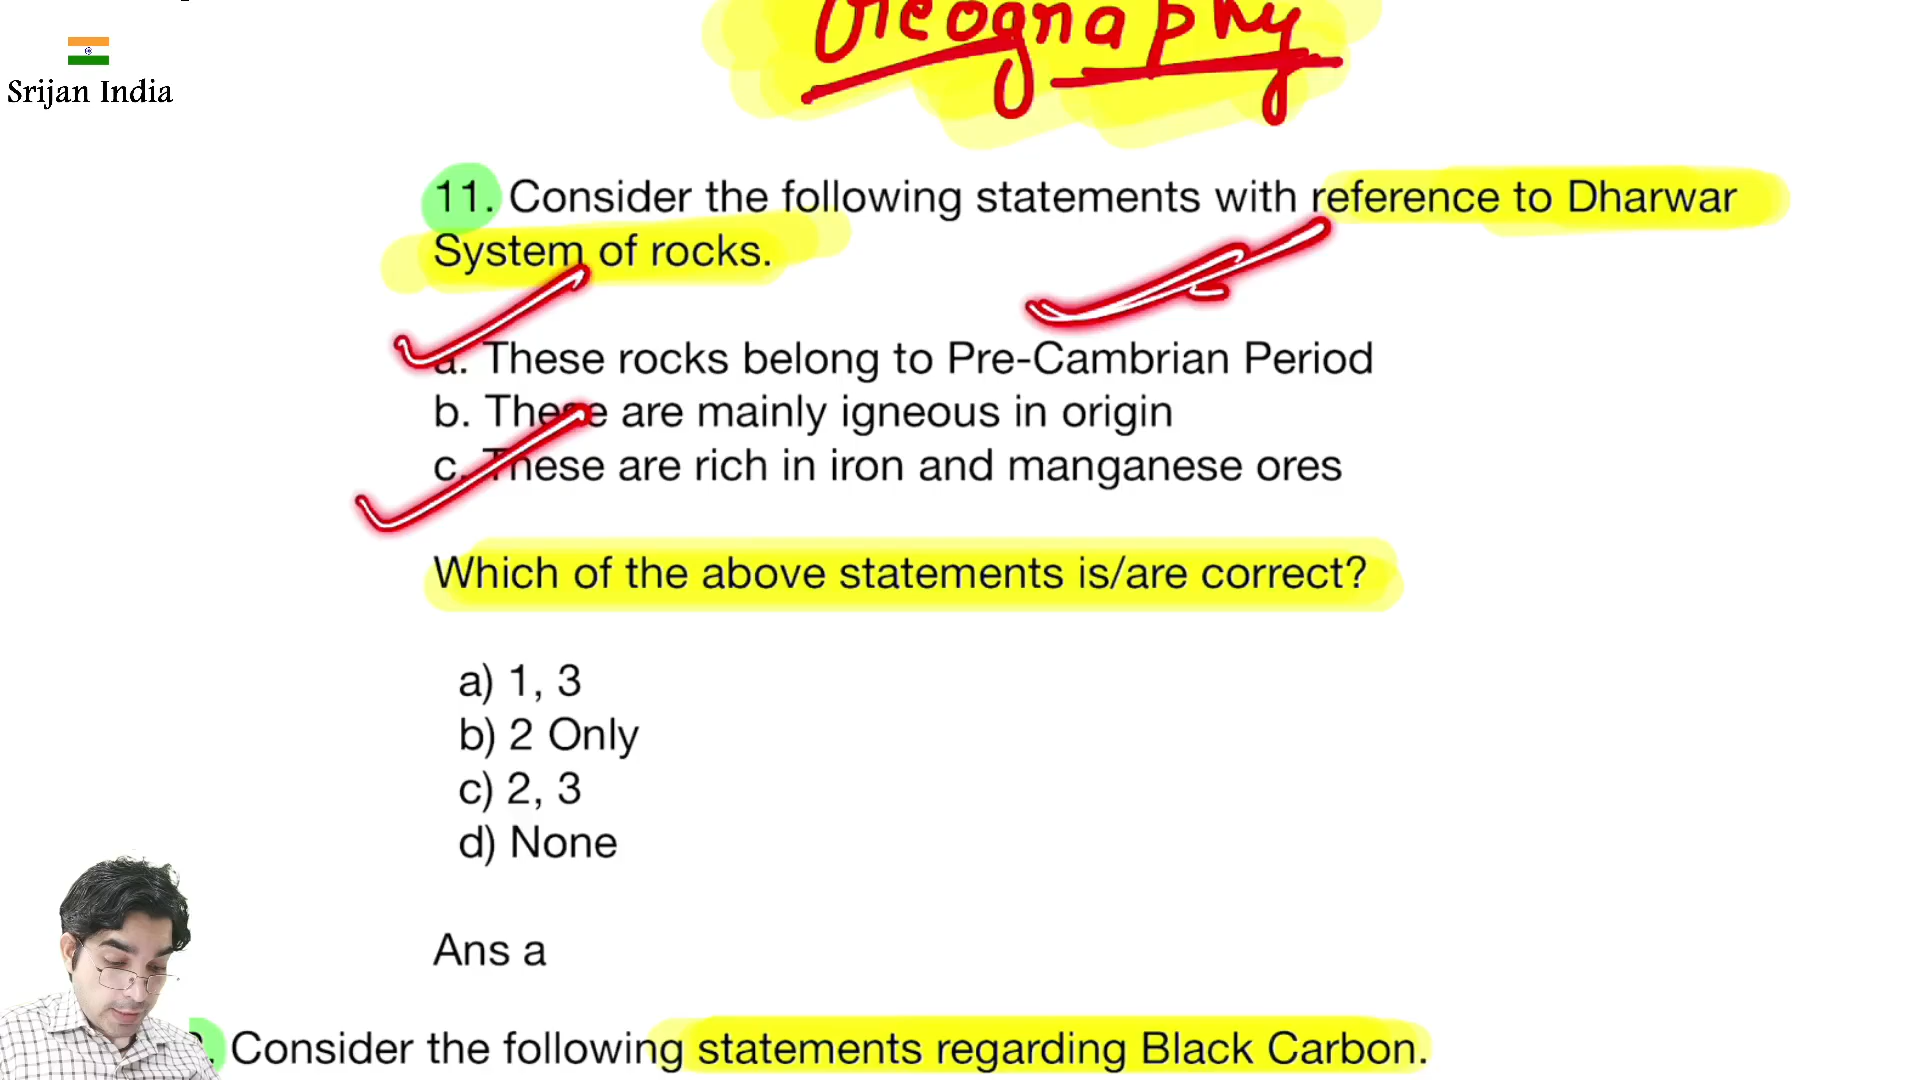 Geography
Srijan India
11. Consider the following statements with reference to Dharwar
System of rocks.
a. These rocks belong to Pre-Cambrian Period
b. These are mainly igneous in origin
c. These are rich in iron and manganese ores
Which of the above statements is/are correct?
a) 1, 3
b) 2 Only
c) 2, 3
d) None
Ans a
Consider the following statements regarding Black Carbon.